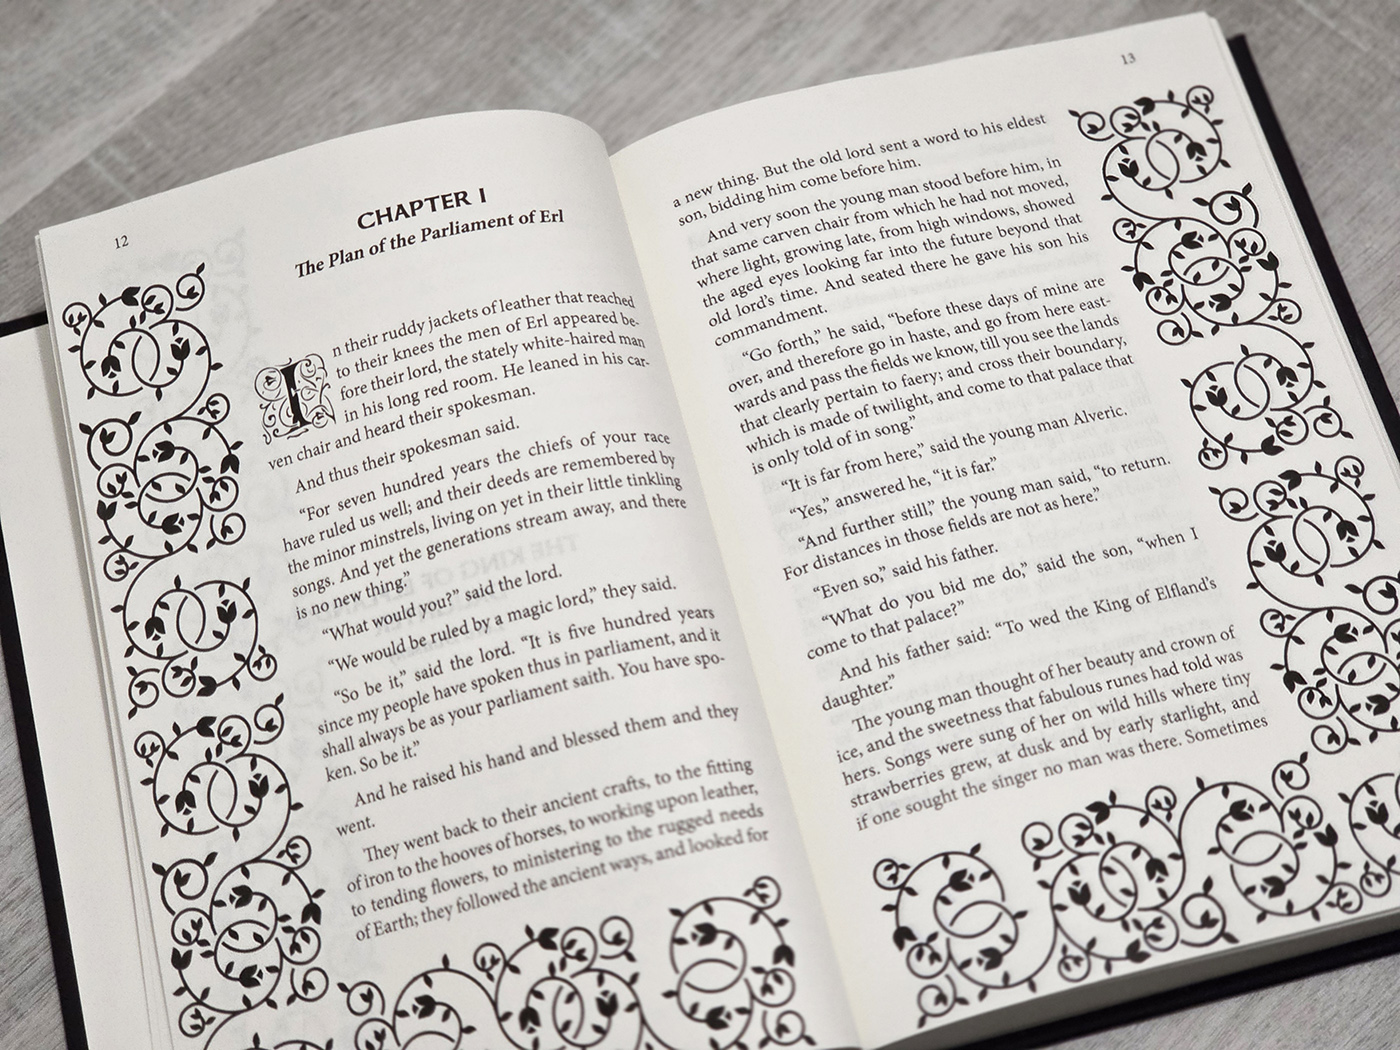 12
CHAPTER I
The Plan of the Parliament of Erl
In their ruddy jackets of leather that reached
to their knees the men of Erl appeared be-
fore their lord, the stately white-haired man
in his long red room. He leaned in his car-
ven chair and heard their spokesman.
And thus their spokesman said.
“For seven hundred years the chiefs of your race
have ruled us well; and their deeds are remembered by
the minor minstrels, living on yet in their little tinkling
songs. And yet the generations stream away, and there
is no new thing.”
“What would you?” said the lord.
“We would be ruled by a magic lord,” they said.
“So be it,” said the lord. “It is five hundred years
since my people have spoken thus in parliament, and it
shall always be as your parliament saith. You have spo-
ken. So be it.”
And he raised his hand and blessed them and they
went.
They went back to their ancient crafts, to the fitting
of iron to the hooves of horses, to working upon leather,
to tending flowers, to ministering to the rugged needs
of Earth; they followed the ancient ways, and looked for
13
a new thing. But the old lord sent a word to his eldest
son, bidding him come before him.
And very soon the young man stood before him, in
that same carven chair from which he had not moved,
where light, growing late, from high windows, showed
the aged eyes looking far into the future beyond that
old lord’s time. And seated there he gave his son his
commandment.
“Go forth,” he said, “before these days of mine are
over, and therefore go in haste, and go from here east-
wards and pass the fields we know, till you see the lands
that clearly pertain to faery; and cross their boundary,
which is made of twilight, and come to that palace that
is only told of in song.”
“It is far from here,” said the young man Alveric.
“Yes,” answered he, “it is far.”
“And further still,” the young man said, “to return.
For distances in those fields are not as here.”
“Even so,” said his father.
“What do you bid me do,” said the son, “when I
come to that palace?”
And his father said: “To wed the King of Elfland’s
daughter.”
The young man thought of her beauty and crown of
ice, and the sweetness that fabulous runes had told was
hers. Songs were sung of her on wild hills where tiny
strawberries grew, at dusk and by early starlight, and
if one sought the singer no man was there. Sometimes